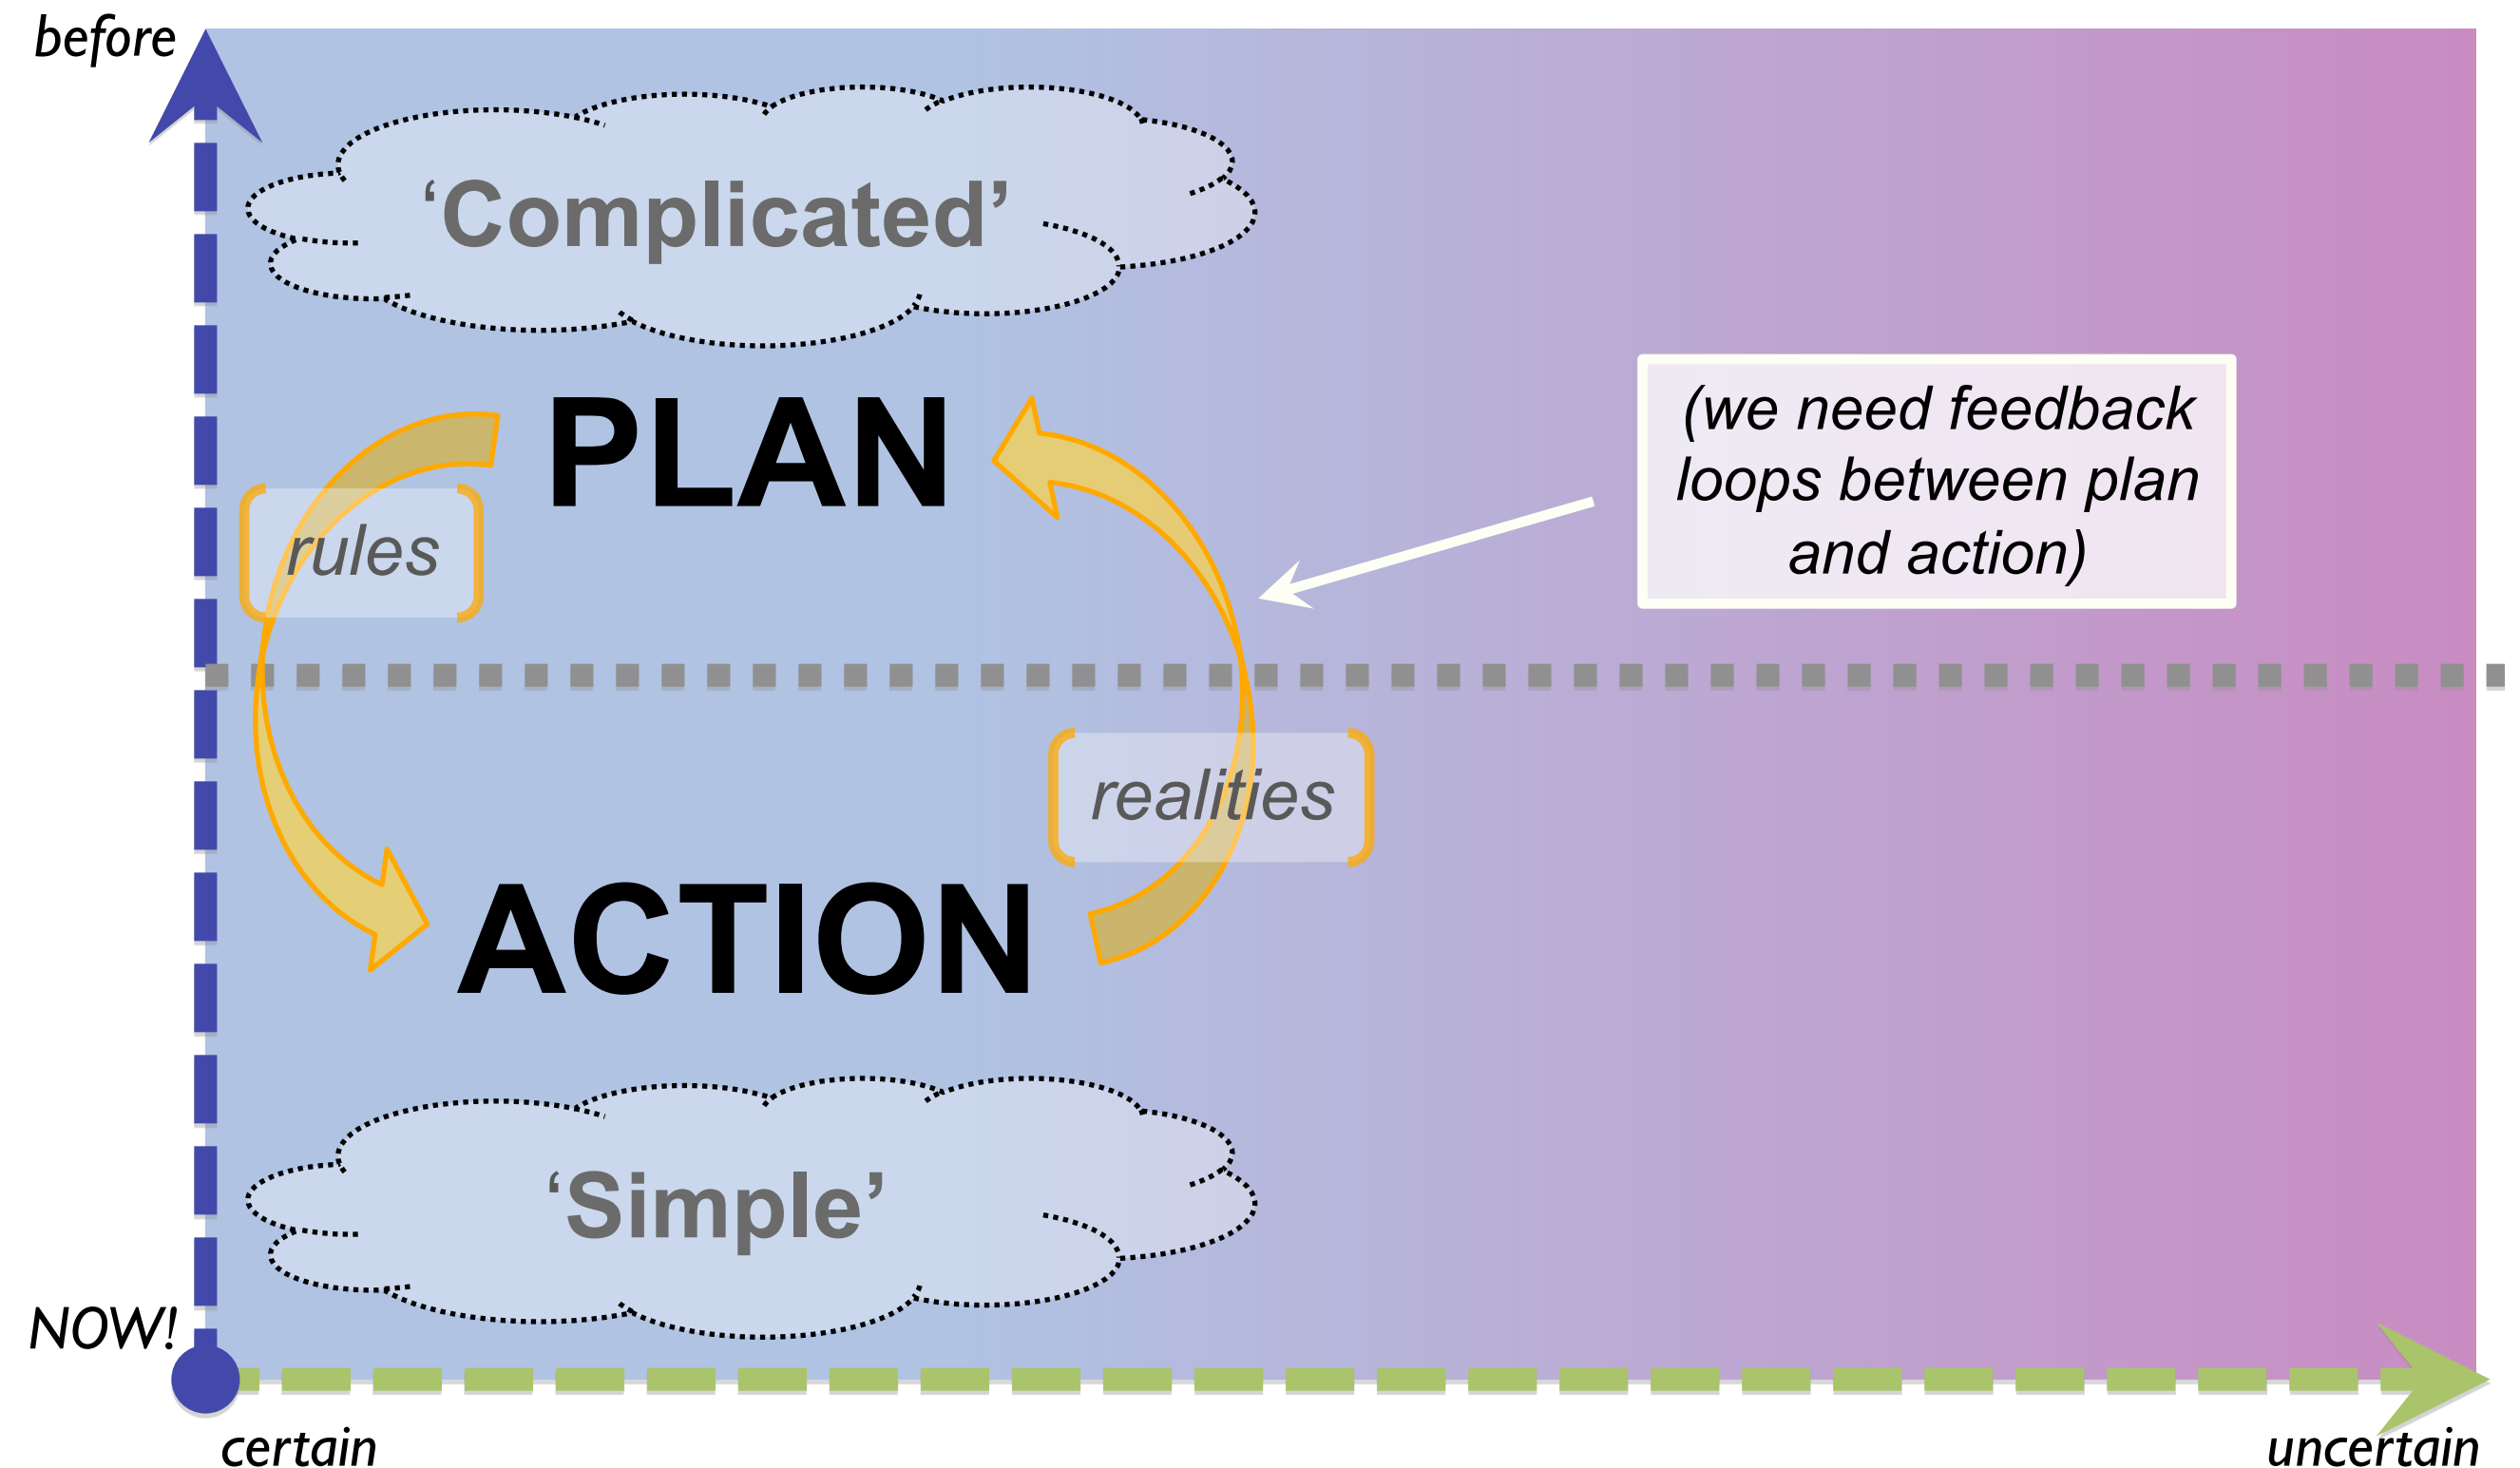 before
‘Complicated’
PLAN
(we need feedback
loops between plan
and action)
rules
realities
ACTION
‘Simple’
NOW!
certain
uncertain